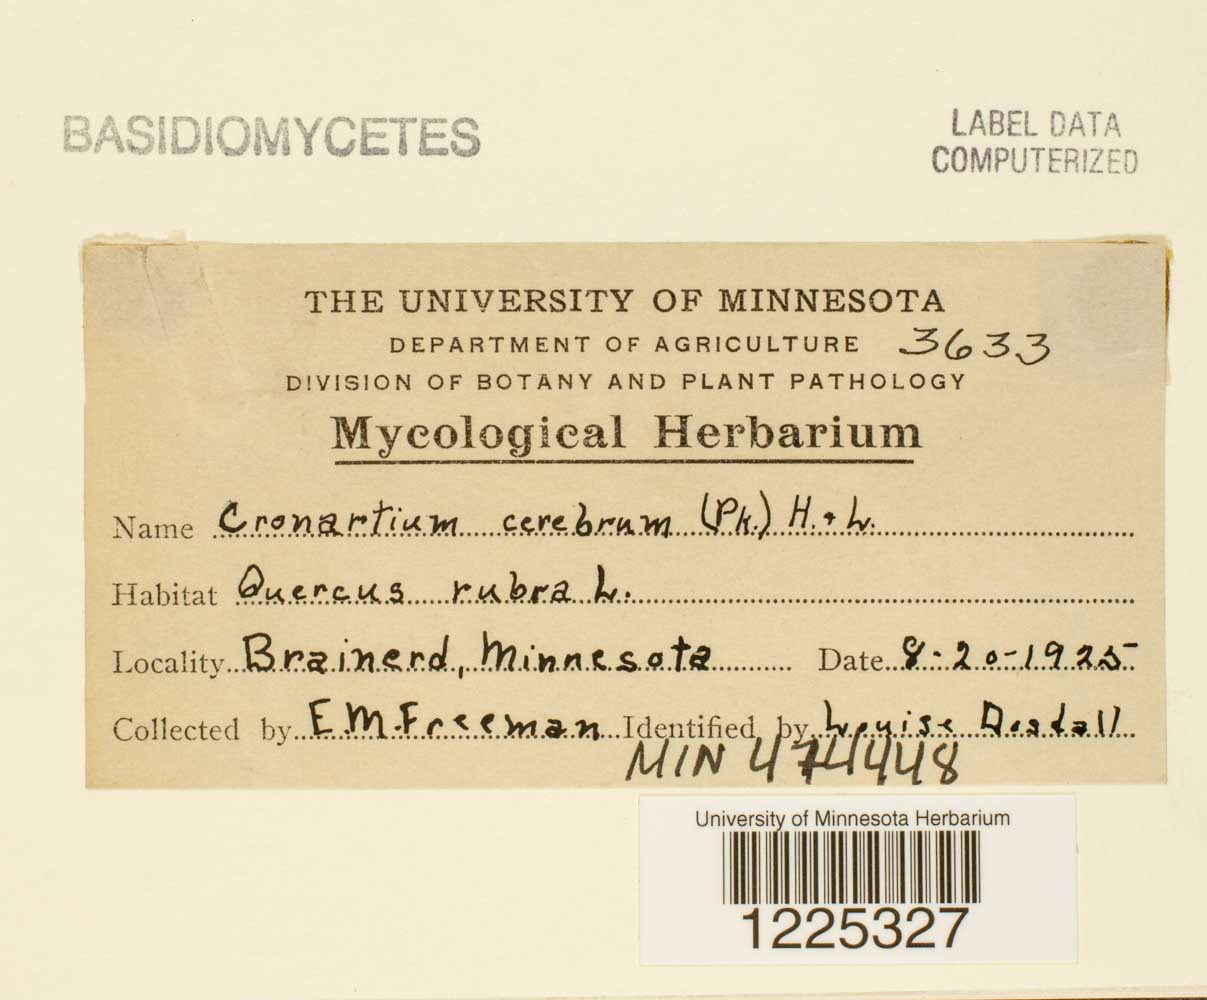 BASIDIOMYCETES
LABEL DATA
COMPUTERIZED
THE UNIVERSITY OF MINNESOTA
DEPARTMENT OF AGRICULTURE 3633
DIVISION OF BOTANY AND PLANT PATHOLOGY
Mycological Herbarium
Name Cronartium cerebrum (Pk.) H. + L.
Habitat Quercus rubra L.
Locality Brainerd, Minnesota Date 8-20-1925
Collected by E.M. Freeman Identified by Louise Dosdall
MIN 474448
University of Minnesota Herbarium
1225327